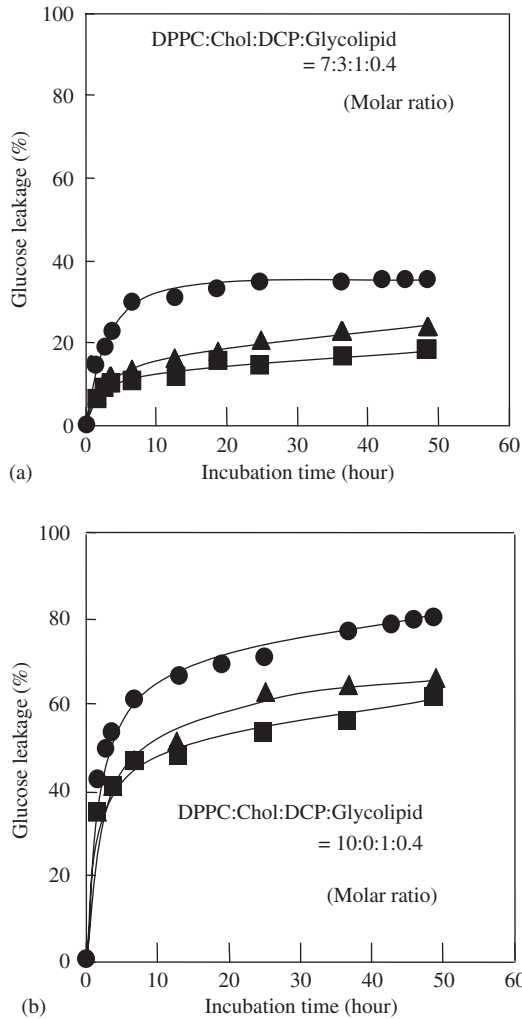 DPPC:Chol:DCP:Glycolipid
= 7:3:1:0.4
(Molar ratio)
100
80
60
40
20
0
Glucose leakage (%)
0 10 20 30 40 50 60
(a)
Incubation time (hour)
100
80
60
40
20
0
Glucose leakage (%)
DPPC:Chol:DCP:Glycolipid
= 10:0:1:0.4
(Molar ratio)
0 10 20 30 40 50 60
(b)
Incubation time (hour)